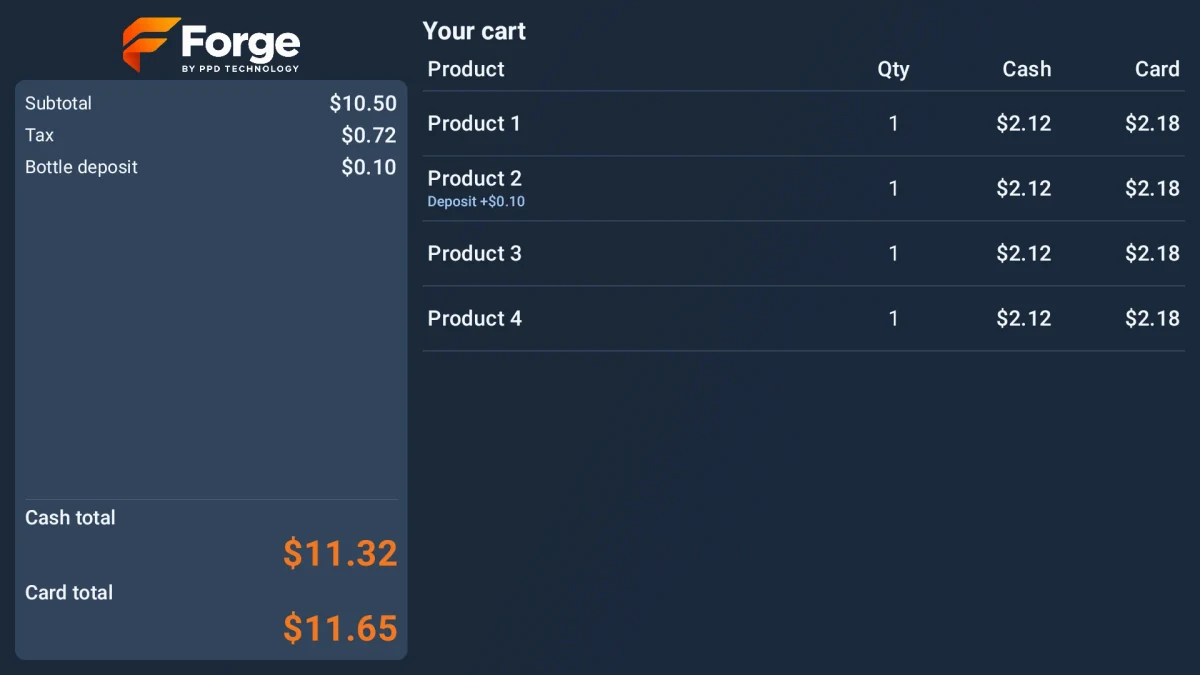 Forge
BY PPD TECHNOLOGY
Subtotal $10.50
Tax $0.72
Bottle deposit $0.10
Cash total
$11.32
Card total
$11.65
Your cart
Product Qty Cash Card
Product 1 1 $2.12 $2.18
Product 2 1 $2.12 $2.18
Deposit +$0.10
Product 3 1 $2.12 $2.18
Product 4 1 $2.12 $2.18